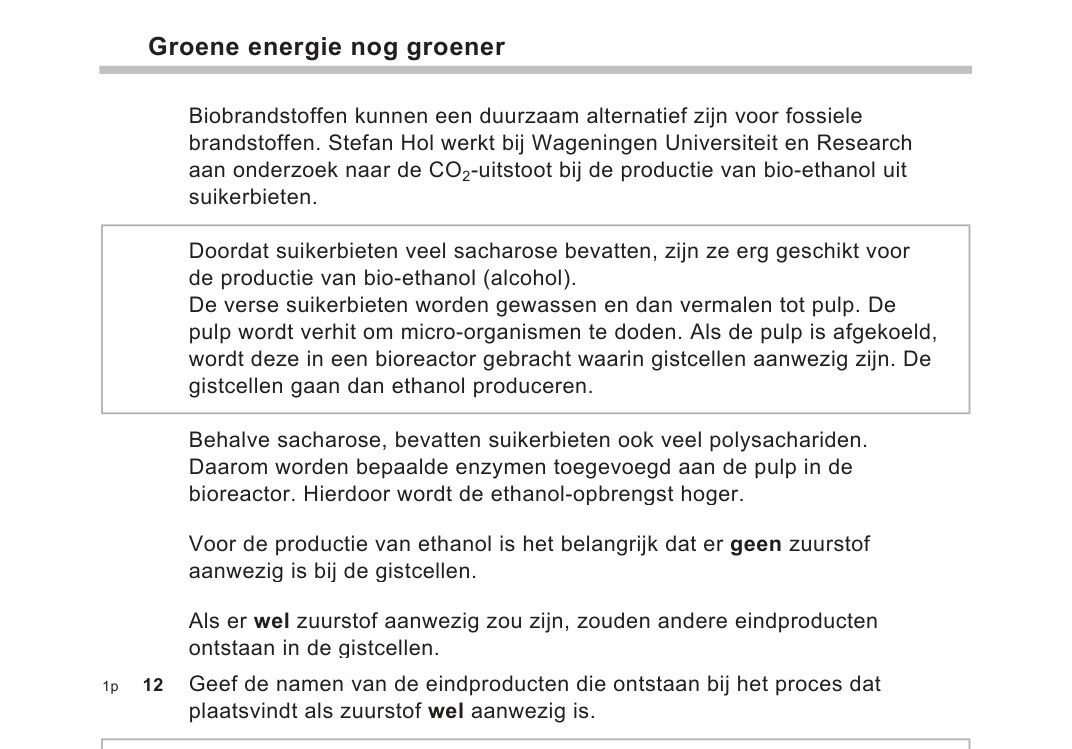 Groene energie nog groener
Biobrandstoffen kunnen een duurzaam alternatief zijn voor fossiele
brandstoffen. Stefan Hol werkt bij Wageningen Universiteit en Research
aan onderzoek naar de CO₂-uitstoot bij de productie van bio-ethanol uit
suikerbieten.
Doordat suikerbieten veel sacharose bevatten, zijn ze erg geschikt voor
de productie van bio-ethanol (alcohol).
De verse suikerbieten worden gewassen en dan vermalen tot pulp. De
pulp wordt verhit om micro-organismen te doden. Als de pulp is afgekoeld,
wordt deze in een bioreactor gebracht waarin gistcellen aanwezig zijn. De
gistcellen gaan dan ethanol produceren.
Behalve sacharose, bevatten suikerbieten ook veel polysachariden.
Daarom worden bepaalde enzymen toegevoegd aan de pulp in de
bioreactor. Hierdoor wordt de ethanol-opbrengst hoger.
Voor de productie van ethanol is het belangrijk dat er geen zuurstof
aanwezig is bij de gistcellen.
Als er wel zuurstof aanwezig zou zijn, zouden andere eindproducten
ontstaan in de gistcellen.
1p 12 Geef de namen van de eindproducten die ontstaan bij het proces dat
plaatsvindt als zuurstof wel aanwezig is.